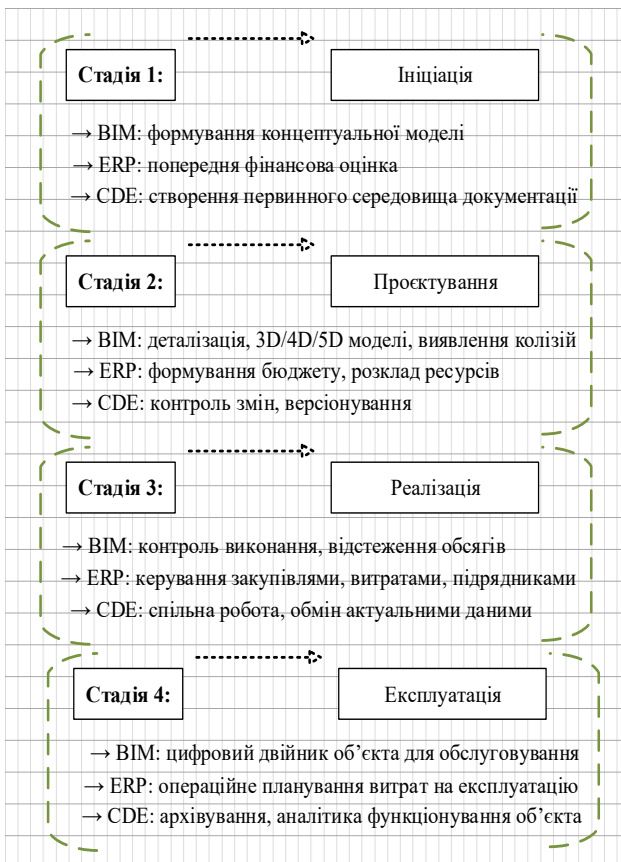 Стадія 1: Ініціація
→ BIM: формування концептуальної моделі
→ ERP: попередня фінансова оцінка
→ CDE: створення первинного середовища документації
Стадія 2: Проєктування
→ BIM: деталізація, 3D/4D/5D моделі, виявлення колізій
→ ERP: формування бюджету, розклад ресурсів
→ CDE: контроль змін, версіонування
Стадія 3: Реалізація
→ BIM: контроль виконання, відстеження обсягів
→ ERP: керування закупівлями, витратами, підрядниками
→ CDE: спільна робота, обмін актуальними даними
Стадія 4: Експлуатація
→ BIM: цифровий двійник об’єкта для обслуговування
→ ERP: операційне планування витрат на експлуатацію
→ CDE: архівування, аналітика функціонування об’єкта